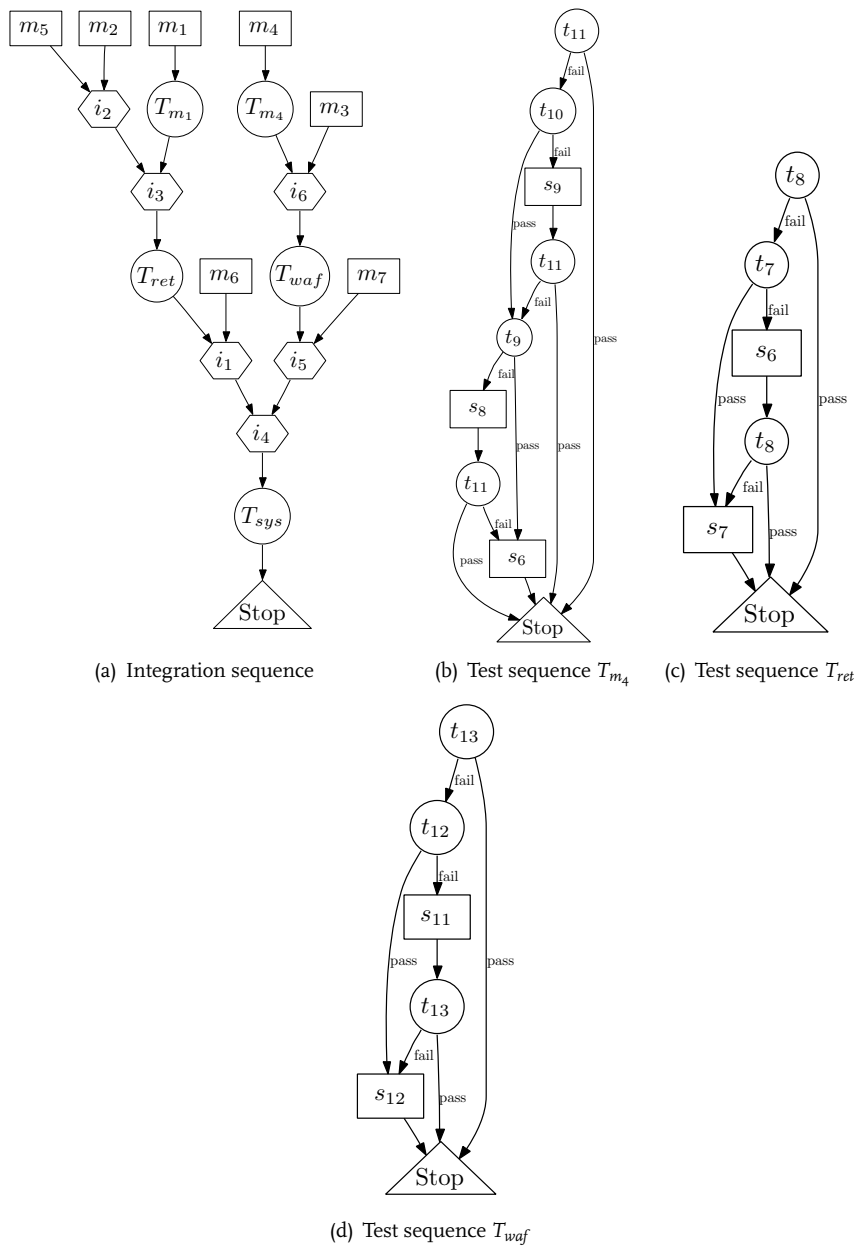 m5 m2 m1 m4
i2 Tm1 Tm4 m3
i3 i6
Tret m6 Twaf m7
i1 i5
i4
Tsys
Stop
(a) Integration sequence
t11
fail
t10
fail
s9
pass
t11
fail
t9
pass
fail
s8
pass
pass
t11
fail
s6
pass
Stop
(b) Test sequence Tm4
t8
fail
t7
fail
s6
pass
pass
t8
fail
s7
pass
Stop
(c) Test sequence Tret
t13
fail
t12
fail
s11
pass
pass
t13
fail
s12
pass
Stop
(d) Test sequence Twaf